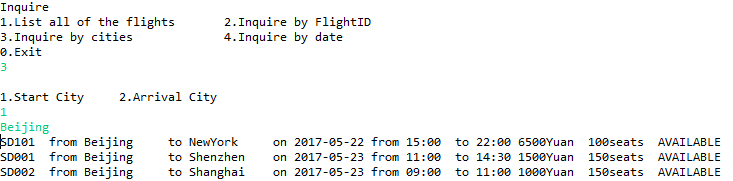 Inquire
1.List all of the flights       2.Inquire by FlightID
3.Inquire by cities             4.Inquire by date
0.Exit
3
1.Start City     2.Arrival City
1
Beijing
SD101  from Beijing     to NewYork     on 2017-05-22 from 15:00  to 22:00 6500Yuan  100seats  AVAILABLE
SD001  from Beijing     to Shenzhen    on 2017-05-23 from 11:00  to 14:30 1500Yuan  150seats  AVAILABLE
SD002  from Beijing     to Shanghai    on 2017-05-23 from 09:00  to 11:00 1000Yuan  150seats  AVAILABLE